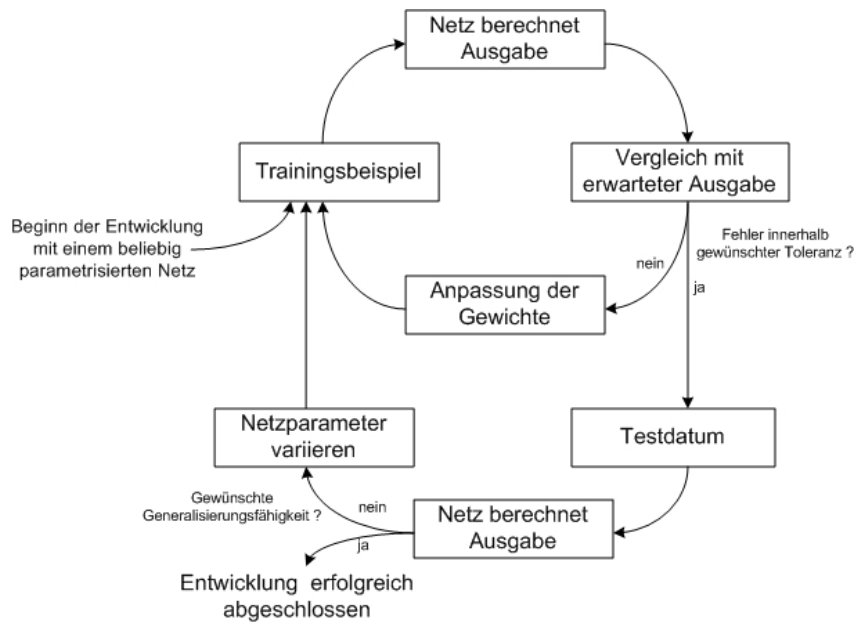 Netz berechnet
Ausgabe
Trainingsbeispiel
Vergleich mit
erwarteter Ausgabe
Beginn der Entwicklung
mit einem beliebig
parametrisierten Netz
Fehler innerhalb
gewünschter Toleranz ?
nein
ja
Anpassung der
Gewichte
Netzparameter
variieren
Testdatum
Gewünschte
Generalisierungsfähigkeit ?
nein
ja
Netz berechnet
Ausgabe
Entwicklung erfolgreich
abgeschlossen